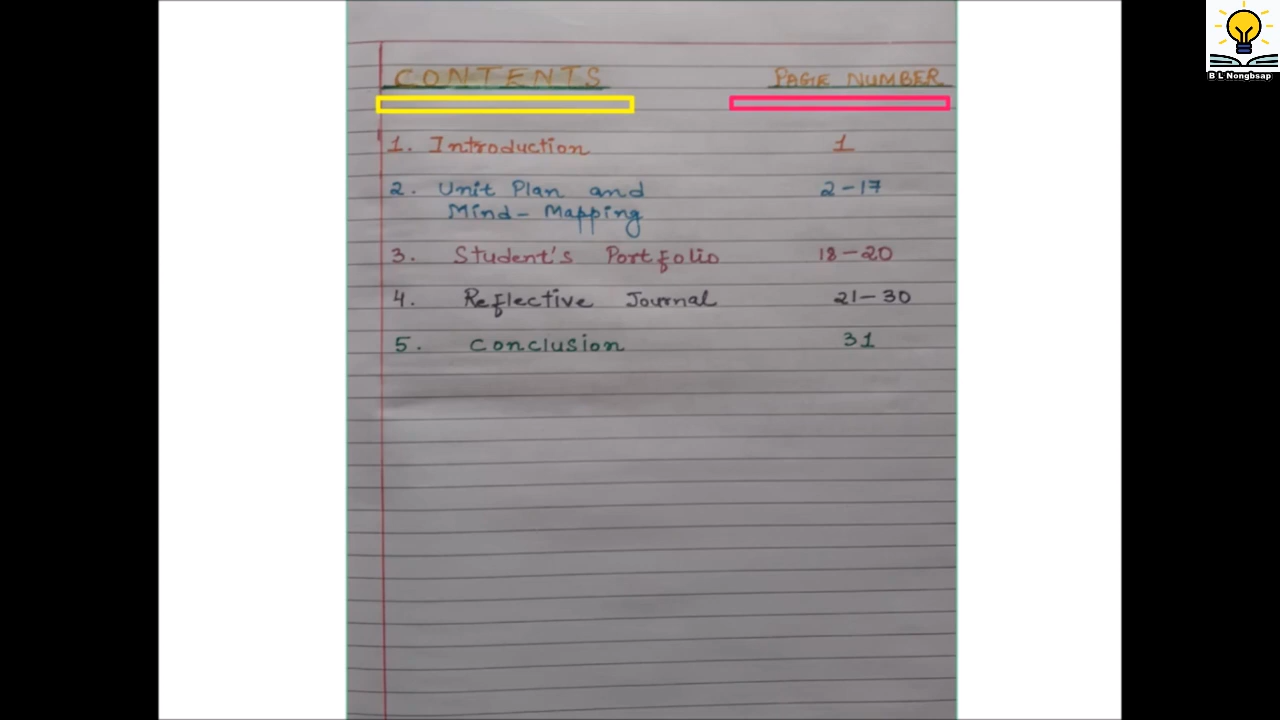 CONTENTS PAGE NUMBER
1. Introduction 1
2. Unit Plan and 2-17
Mind-Mapping
3. Student's Portfolio 18-20
4. Reflective Journal 21-30
5. Conclusion 31
B L Nongbsap